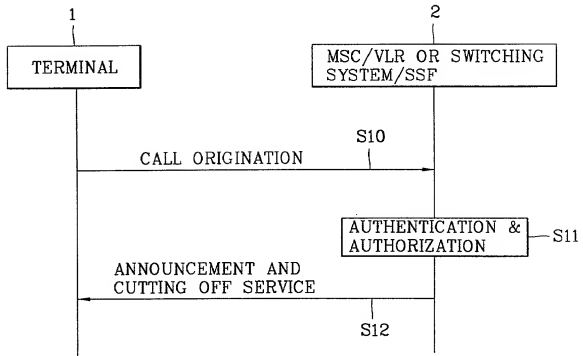 1
2
TERMINAL
MSC/VLR OR SWITCHING
SYSTEM/SSF
CALL ORIGINATION
S10
AUTHENTICATION &
AUTHORIZATION
S11
ANNOUNCEMENT AND
CUTTING OFF SERVICE
S12